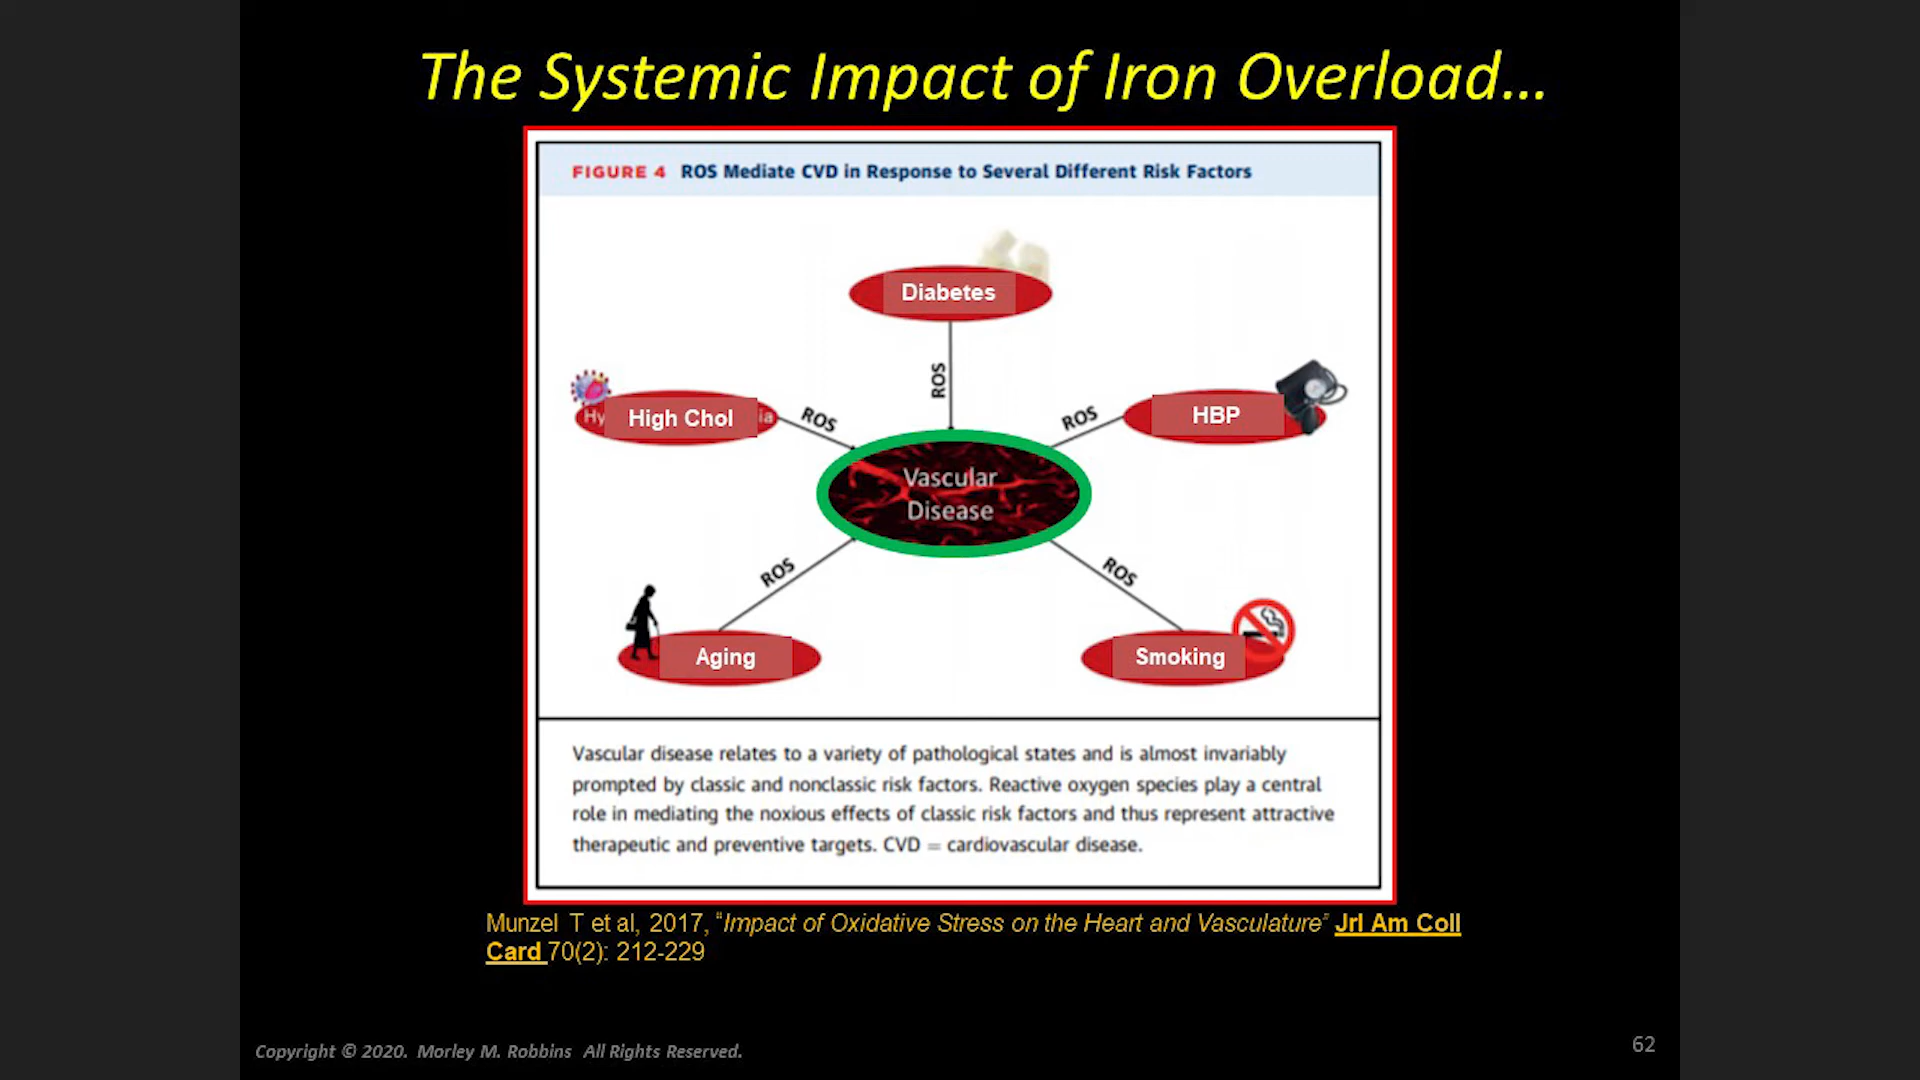 The Systemic Impact of Iron Overload...
FIGURE 4 ROS Mediate CVD in Response to Several Different Risk Factors
Diabetes
Hy High Chol ia
HBP
ROS
ROS
ROS
Vascular
Disease
ROS
ROS
Aging
Smoking
Vascular disease relates to a variety of pathological states and is almost invariably
prompted by classic and nonclassic risk factors. Reactive oxygen species play a central
role in mediating the noxious effects of classic risk factors and thus represent attractive
therapeutic and preventive targets. CVD = cardiovascular disease.
Munzel T et al, 2017, “Impact of Oxidative Stress on the Heart and Vasculature” Jrl Am Coll
Card 70(2): 212-229
Copyright © 2020. Morley M. Robbins All Rights Reserved.
62